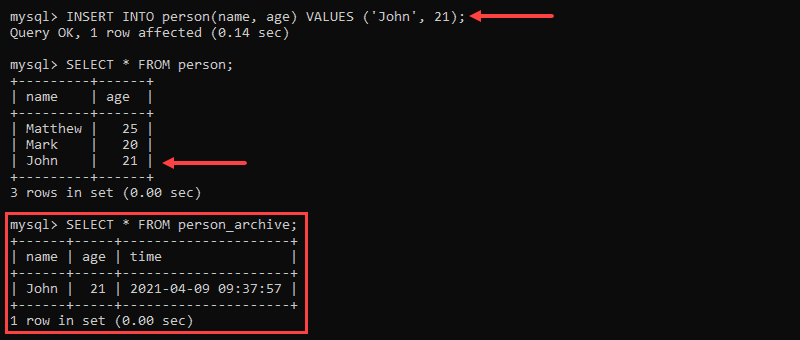 mysql> INSERT INTO person(name, age) VALUES ('John', 21);
Query OK, 1 row affected (0.14 sec)
mysql> SELECT * FROM person;
+---------+------+
| name    | age  |
+---------+------+
| Matthew |   25 |
| Mark    |   20 |
| John    |   21 |
+---------+------+
3 rows in set (0.00 sec)
mysql> SELECT * FROM person_archive;
+------+-----+---------------------+
| name | age | time                |
+------+-----+---------------------+
| John |  21 | 2021-04-09 09:37:57 |
+------+-----+---------------------+
1 row in set (0.00 sec)